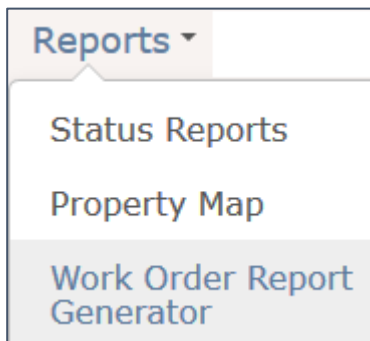 Reports
Status Reports
Property Map
Work Order Report
Generator